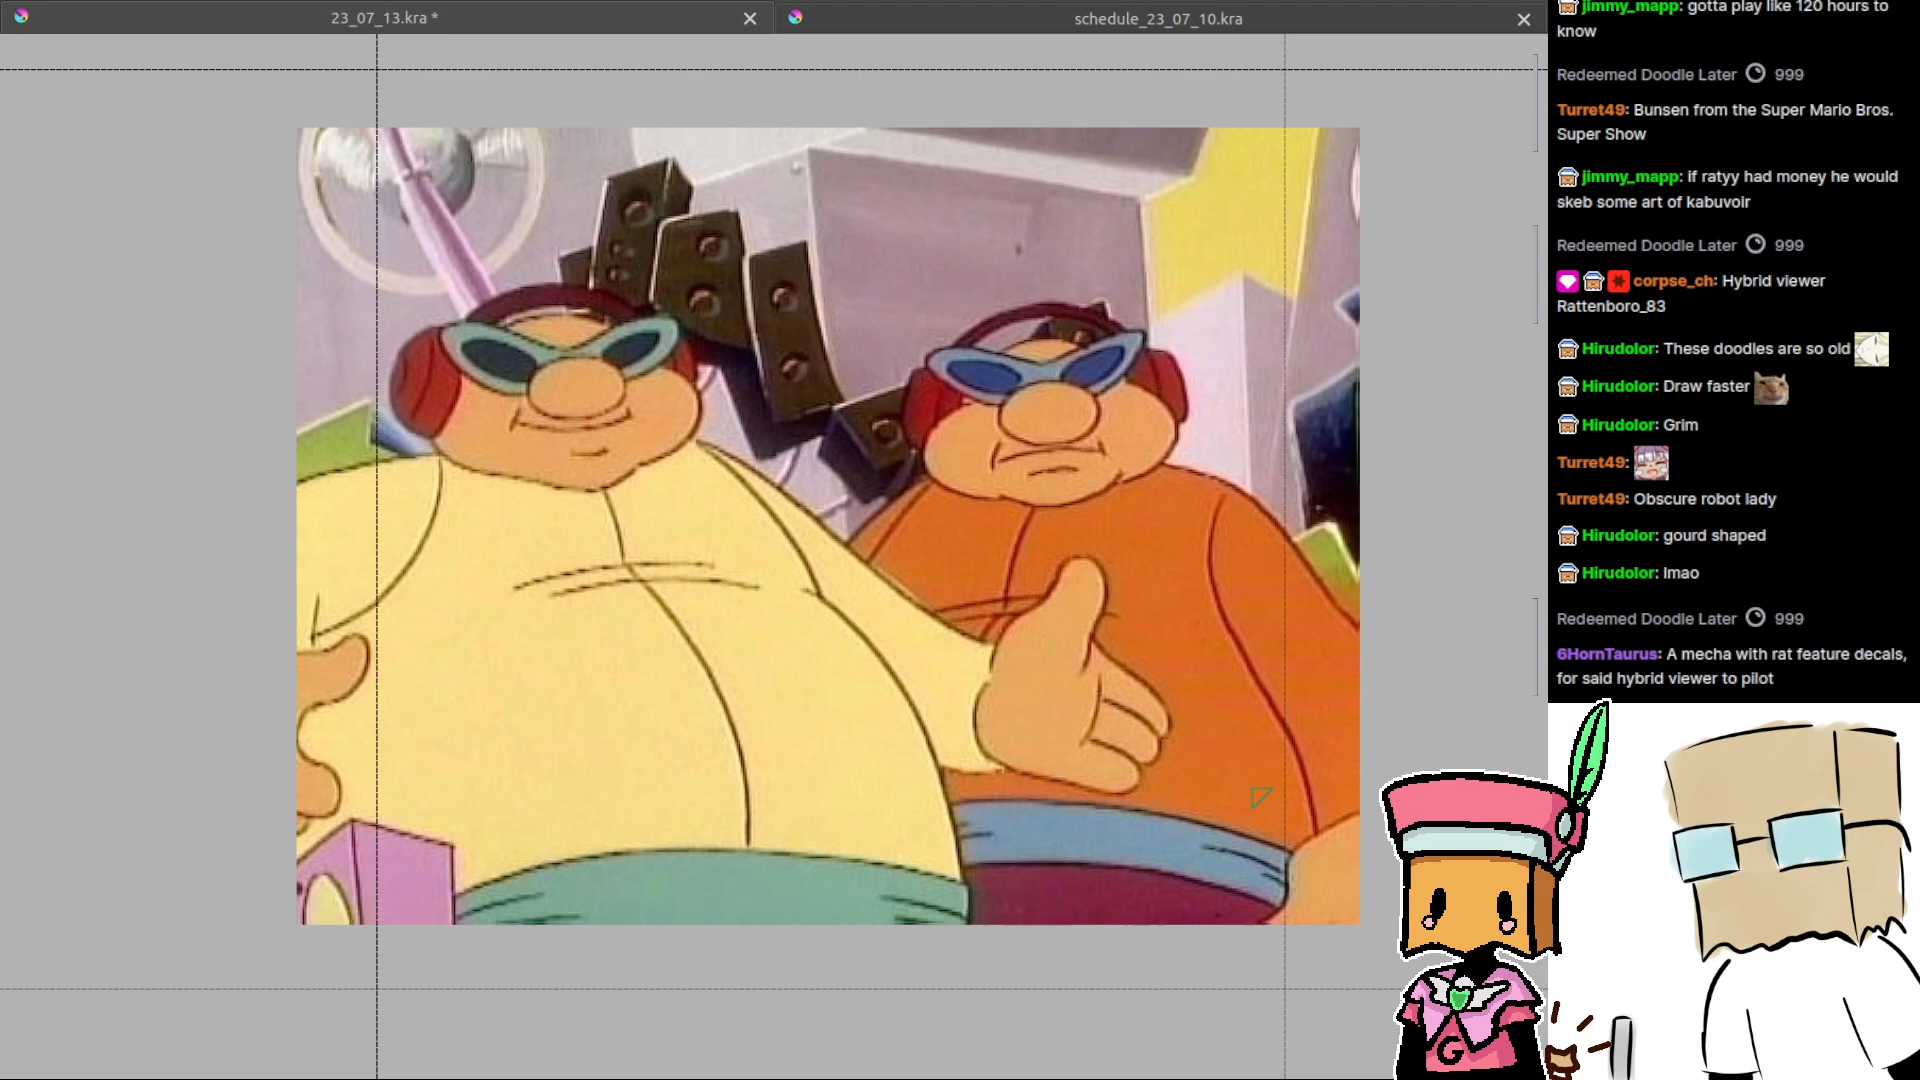 23_07_13.kra *
schedule_23_07_10.kra
jimmy_mapp: gotta play like 120 hours to
know
Redeemed Doodle Later 999
Turret49: Bunsen from the Super Mario Bros.
Super Show
jimmy_mapp: if ratyy had money he would
skeb some art of kabuvoir
Redeemed Doodle Later 999
corpse_ch: Hybrid viewer
Rattenboro_83
Hirudolor: These doodles are so old
Hirudolor: Draw faster
Hirudolor: Grim
Turret49:
Turret49: Obscure robot lady
Hirudolor: gourd shaped
Hirudolor: lmao
Redeemed Doodle Later 999
6HornTaurus: A mecha with rat feature decals,
for said hybrid viewer to pilot
G